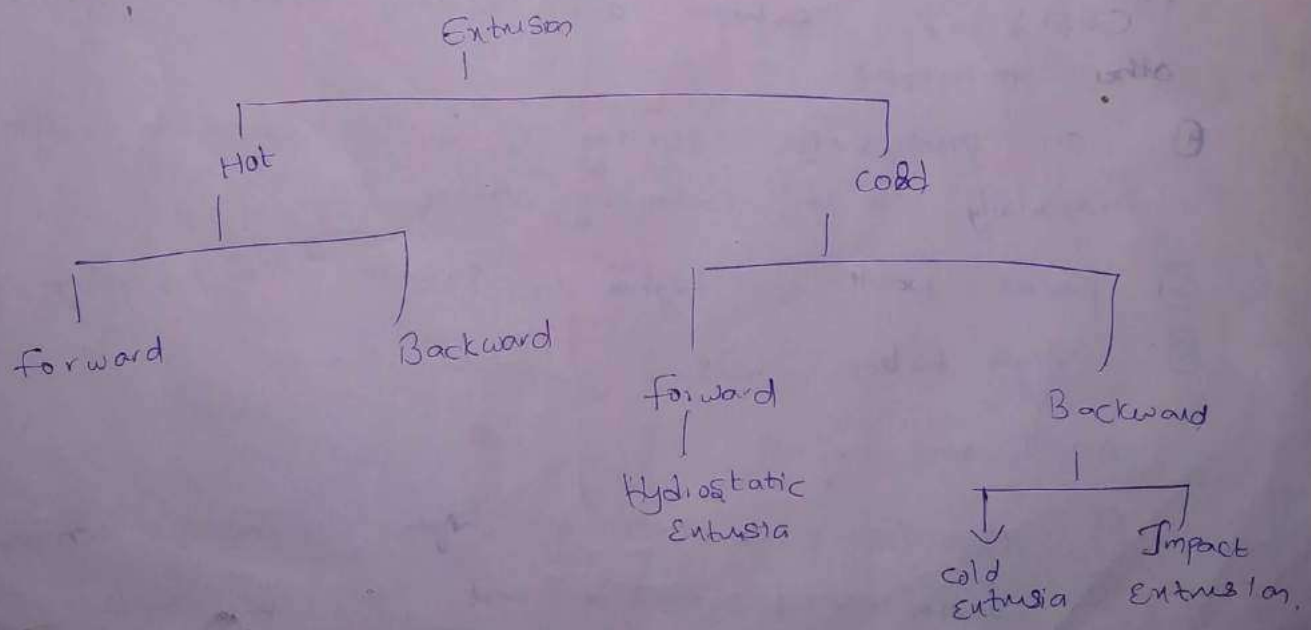 Extrusion
Hot
Cold
Forward
Backward
Forward
Backward
Hydrostatic
Extrusia
Impact
Cold
Extrusion.
Extrusia